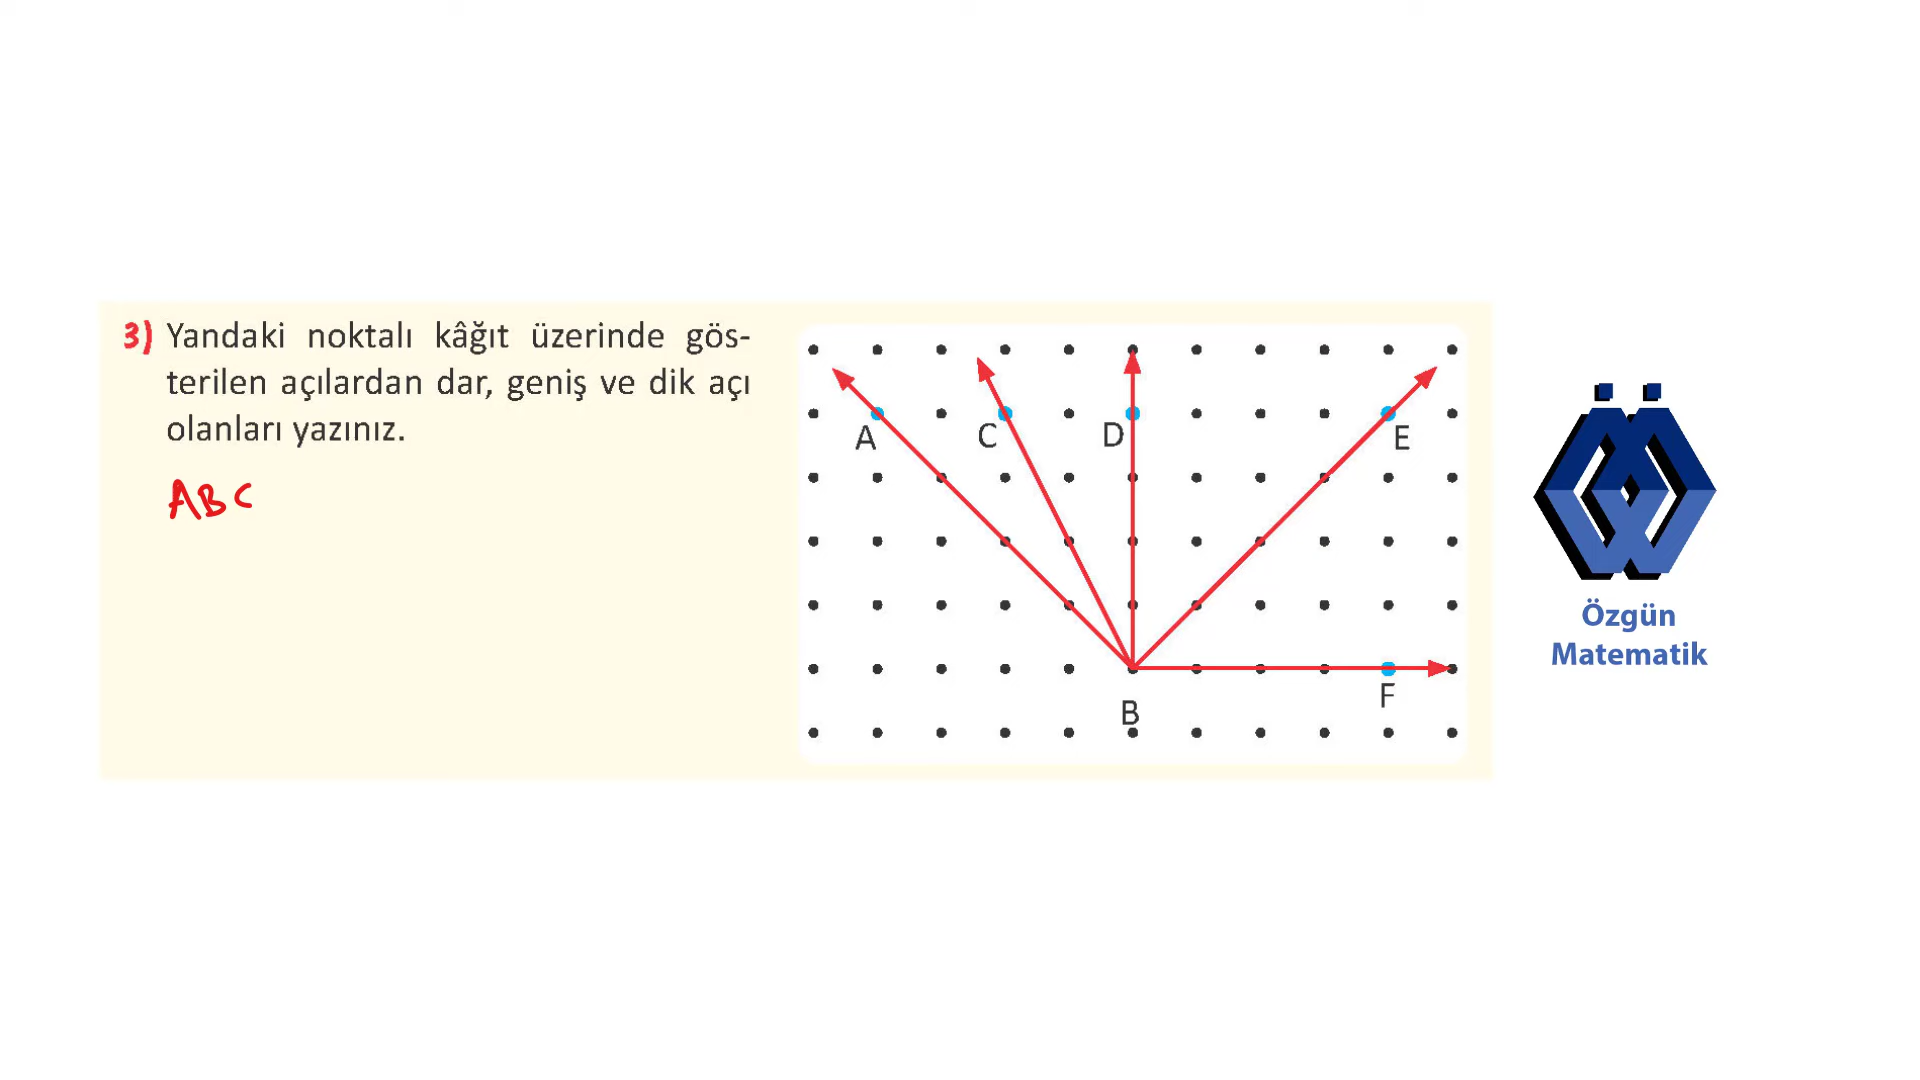 3) Yandaki noktalı kâğıt üzerinde gös-
terilen açılardan dar, geniş ve dik açı
olanları yazınız.
ABC
A
C
D
E
F
B
Özgün
Matematik